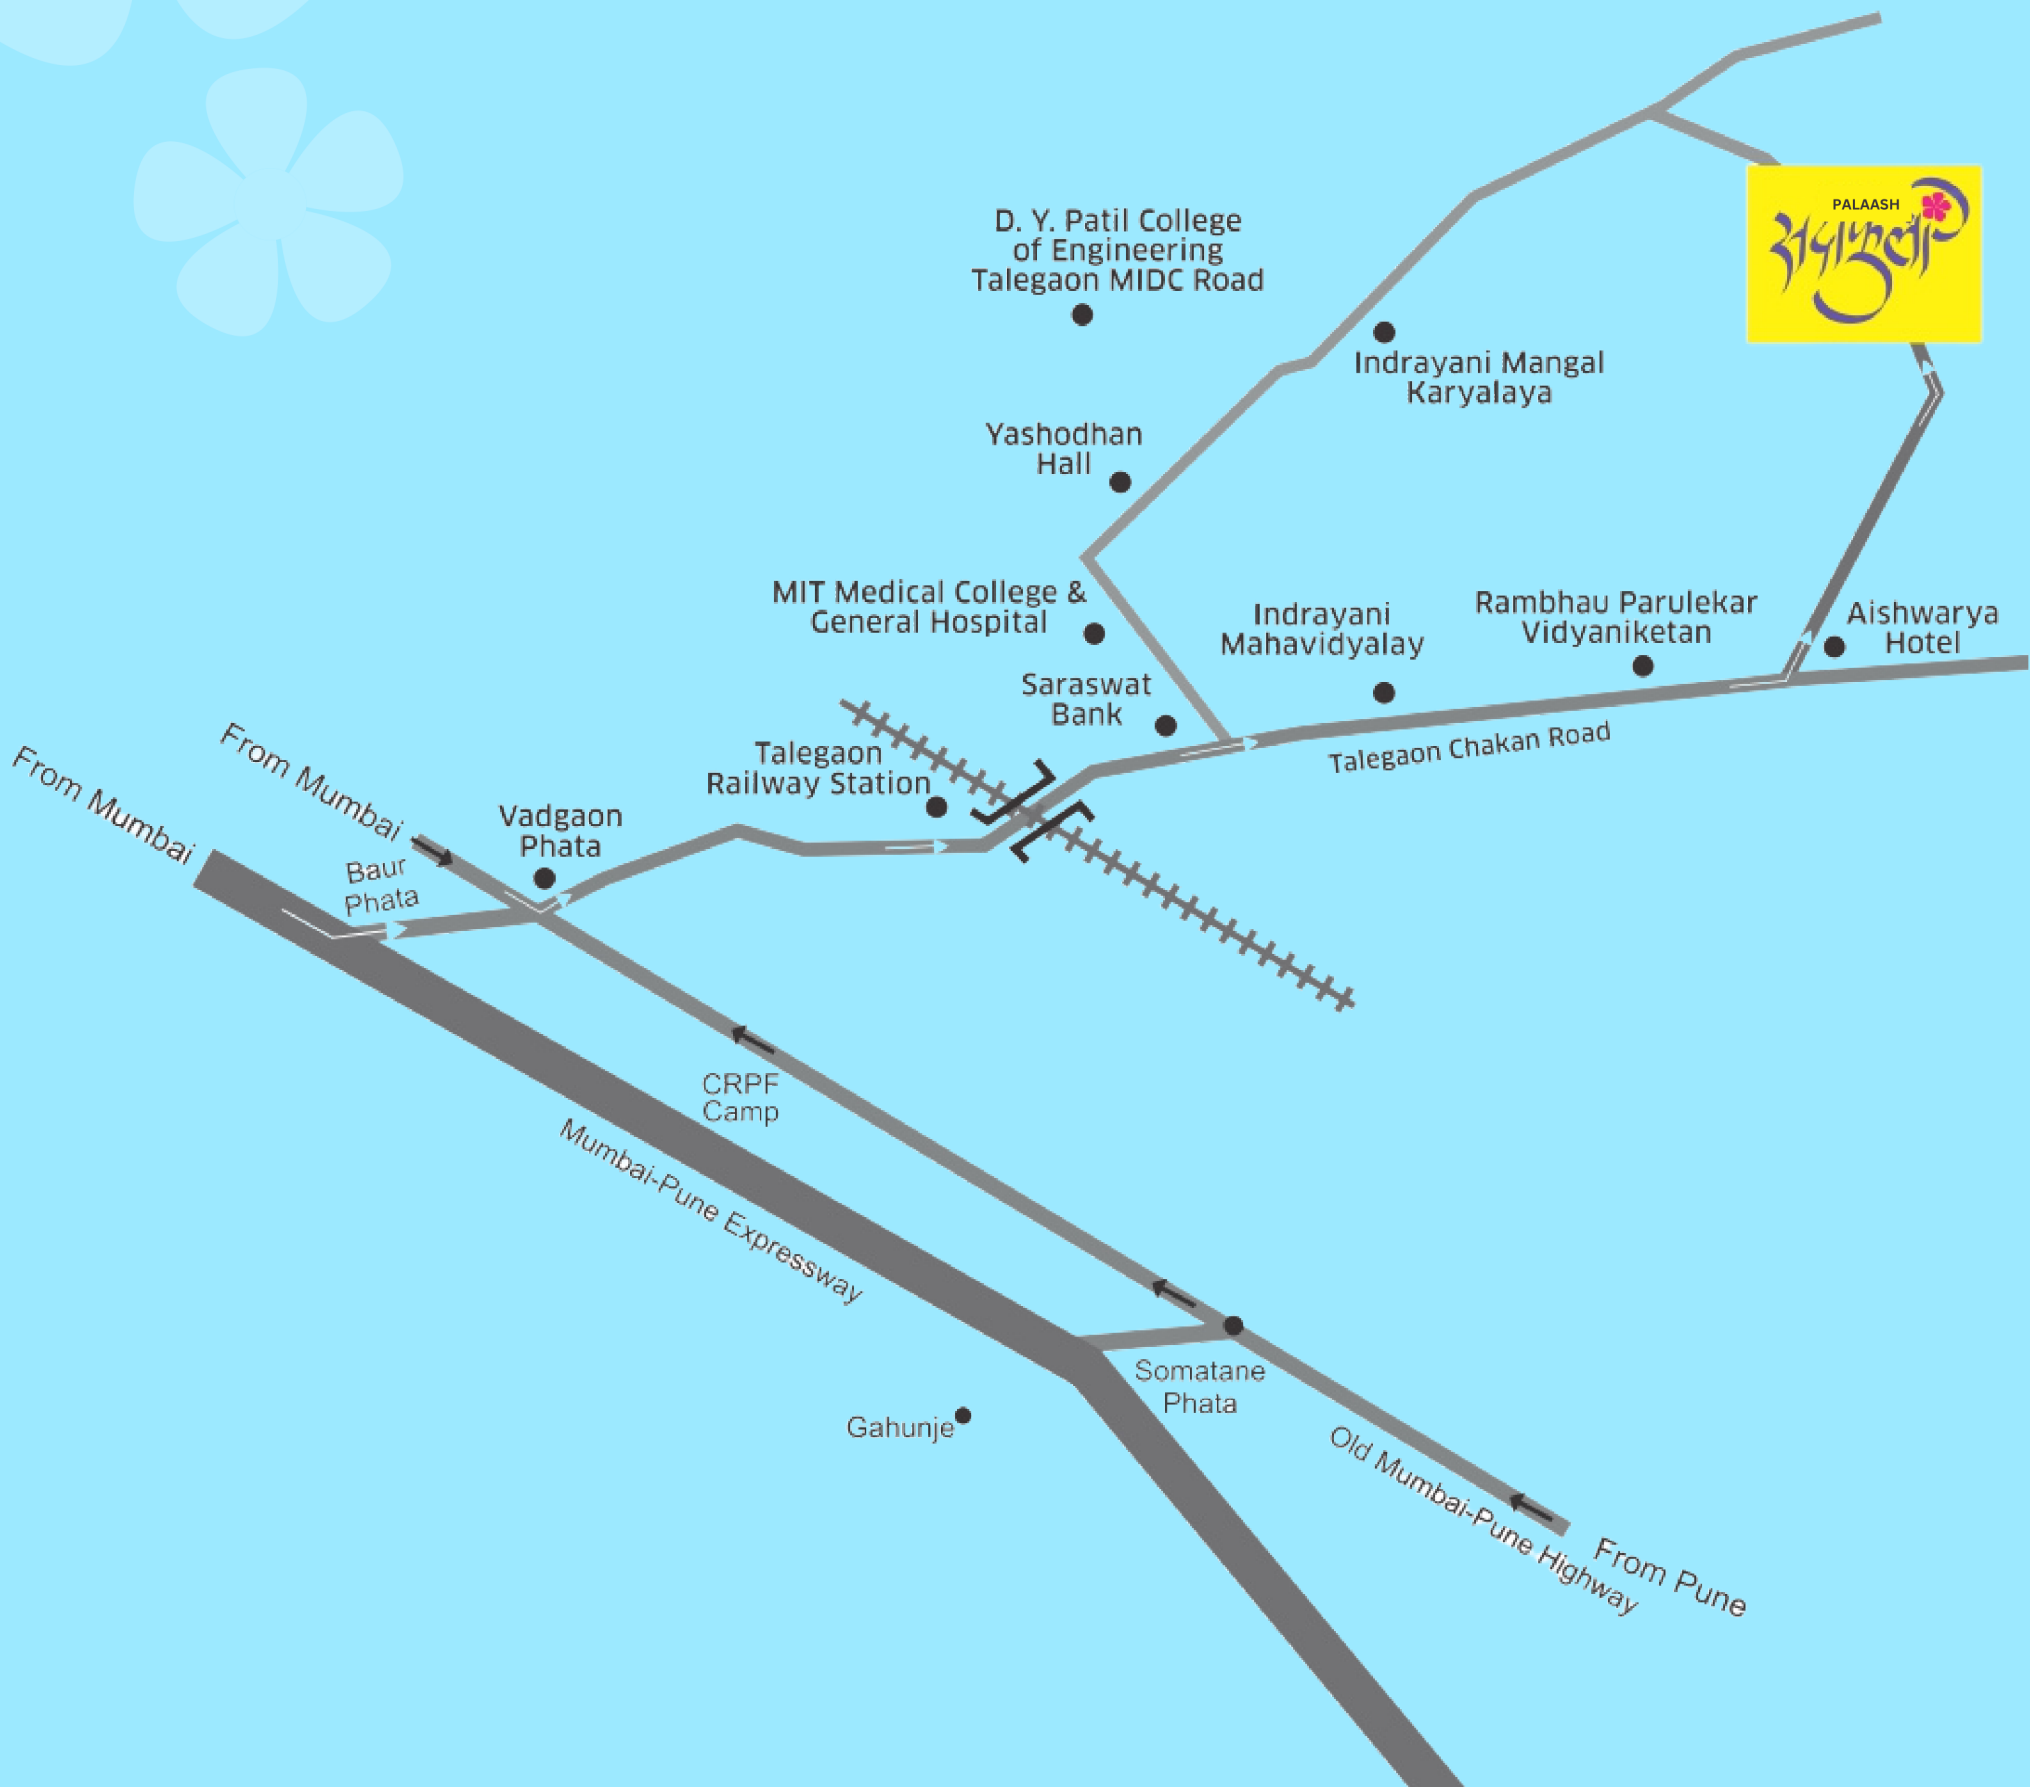 PALAASH
सदाफुली
D. Y. Patil College
of Engineering
Talegaon MIDC Road
Indrayani Mangal
Karyalaya
Yashodhan
Hall
MIT Medical College &
General Hospital
Indrayani
Mahavidyalay
Rambhau Parulekar
Vidyaniketan
Aishwarya
Hotel
Saraswat
Bank
Talegaon Chakan Road
Talegaon
Railway Station
From Mumbai
From Mumbai
Vadgaon
Phata
Baur
Phata
CRPF
Camp
Mumbai-Pune Expressway
Somatane
Phata
Gahunje
Old Mumbai-Pune Highway
From Pune